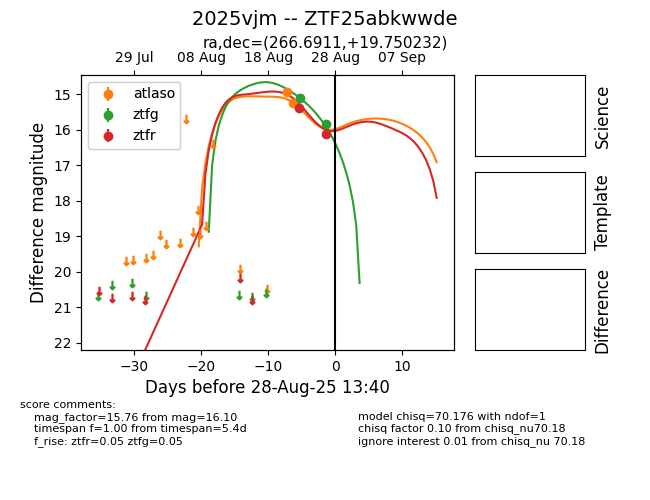 2025vjm -- ZTF25abkwwde
ra,dec=(266.6911,+19.750232)
29 Jul 08 Aug 18 Aug 28 Aug 07 Sep
atlaso
ztfg
ztfr
15
16
17
18
19
20
21
22
Difference magnitude
−30 −20 −10 0 10
Days before 28-Aug-25 13:40
Science
Template
Difference
score comments:
mag_factor=15.76 from mag=16.10
timespan f=1.00 from timespan=5.4d
f_rise: ztfr=0.05 ztfg=0.05
model chisq=70.176 with ndof=1
chisq factor 0.10 from chisq_nu70.18
ignore interest 0.01 from chisq_nu 70.18